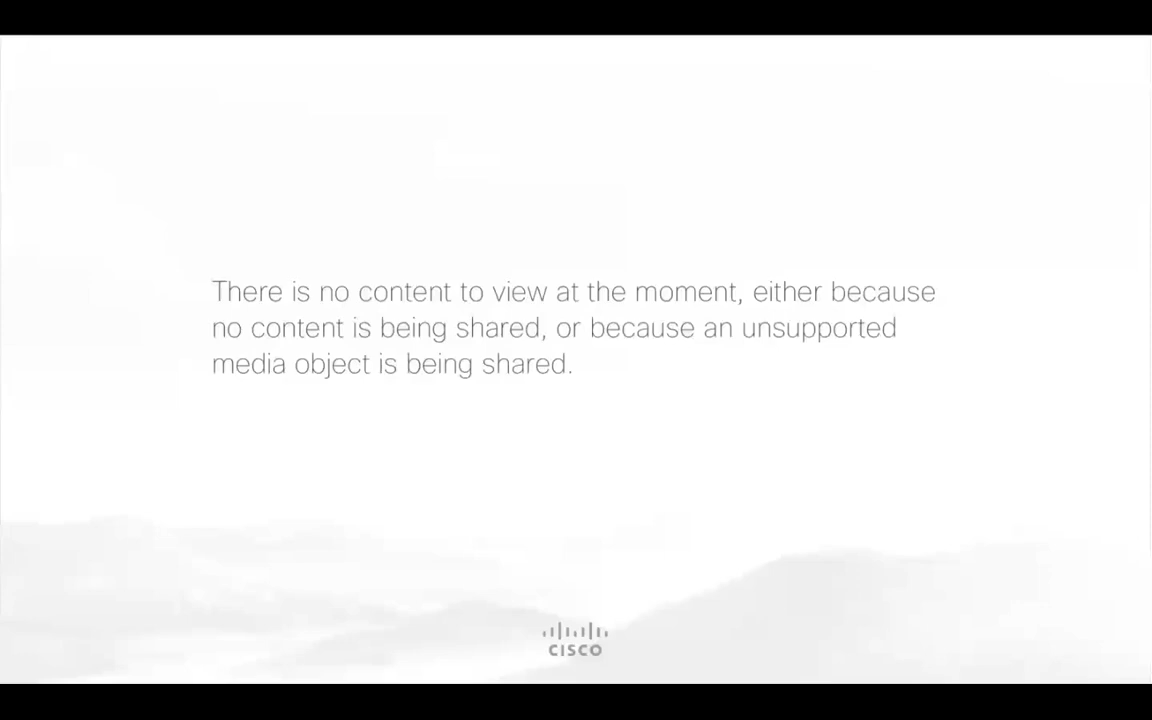 There is no content to view at the moment, either because
no content is being shared, or because an unsupported
media object is being shared.
CISCO